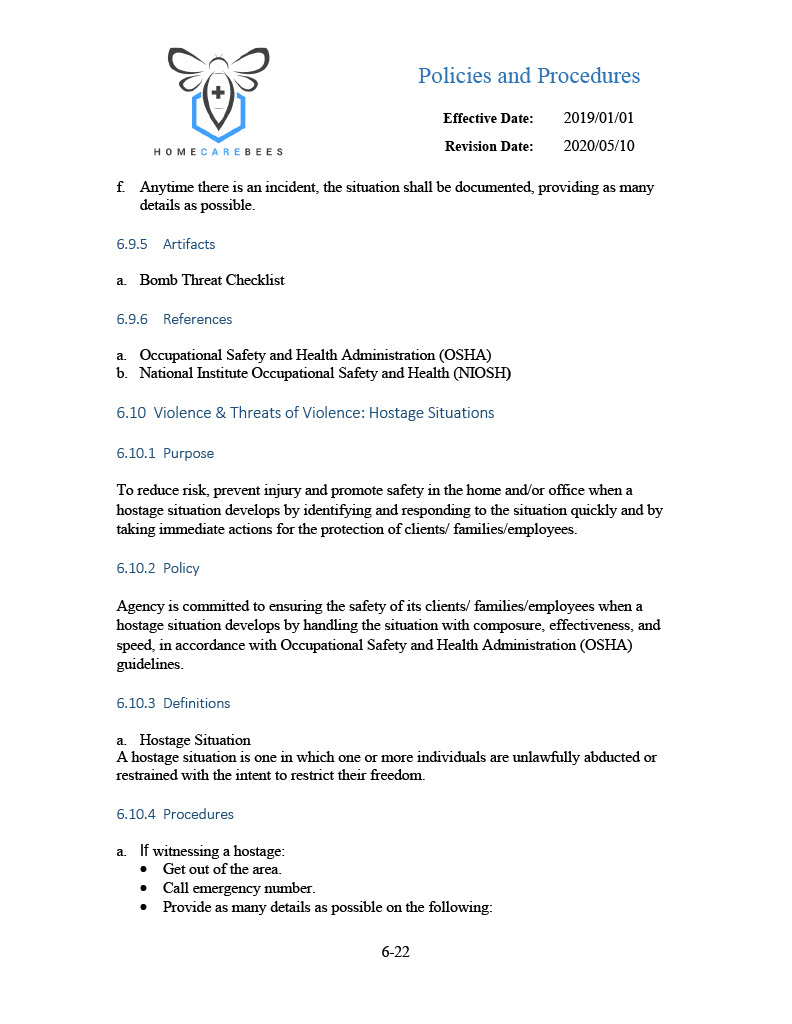 Policies and Procedures
Effective Date: 2019/01/01
Revision Date: 2020/05/10
HOMECAREBEES
f. Anytime there is an incident, the situation shall be documented, providing as many
details as possible.
6.9.5 Artifacts
a. Bomb Threat Checklist
6.9.6 References
a. Occupational Safety and Health Administration (OSHA)
b. National Institute Occupational Safety and Health (NIOSH)
6.10 Violence & Threats of Violence: Hostage Situations
6.10.1 Purpose
To reduce risk, prevent injury and promote safety in the home and/or office when a
hostage situation develops by identifying and responding to the situation quickly and by
taking immediate actions for the protection of clients/ families/employees.
6.10.2 Policy
Agency is committed to ensuring the safety of its clients/ families/employees when a
hostage situation develops by handling the situation with composure, effectiveness, and
speed, in accordance with Occupational Safety and Health Administration (OSHA)
guidelines.
6.10.3 Definitions
a. Hostage Situation
A hostage situation is one in which one or more individuals are unlawfully abducted or
restrained with the intent to restrict their freedom.
6.10.4 Procedures
a. If witnessing a hostage:
• Get out of the area.
• Call emergency number.
• Provide as many details as possible on the following:
6-22